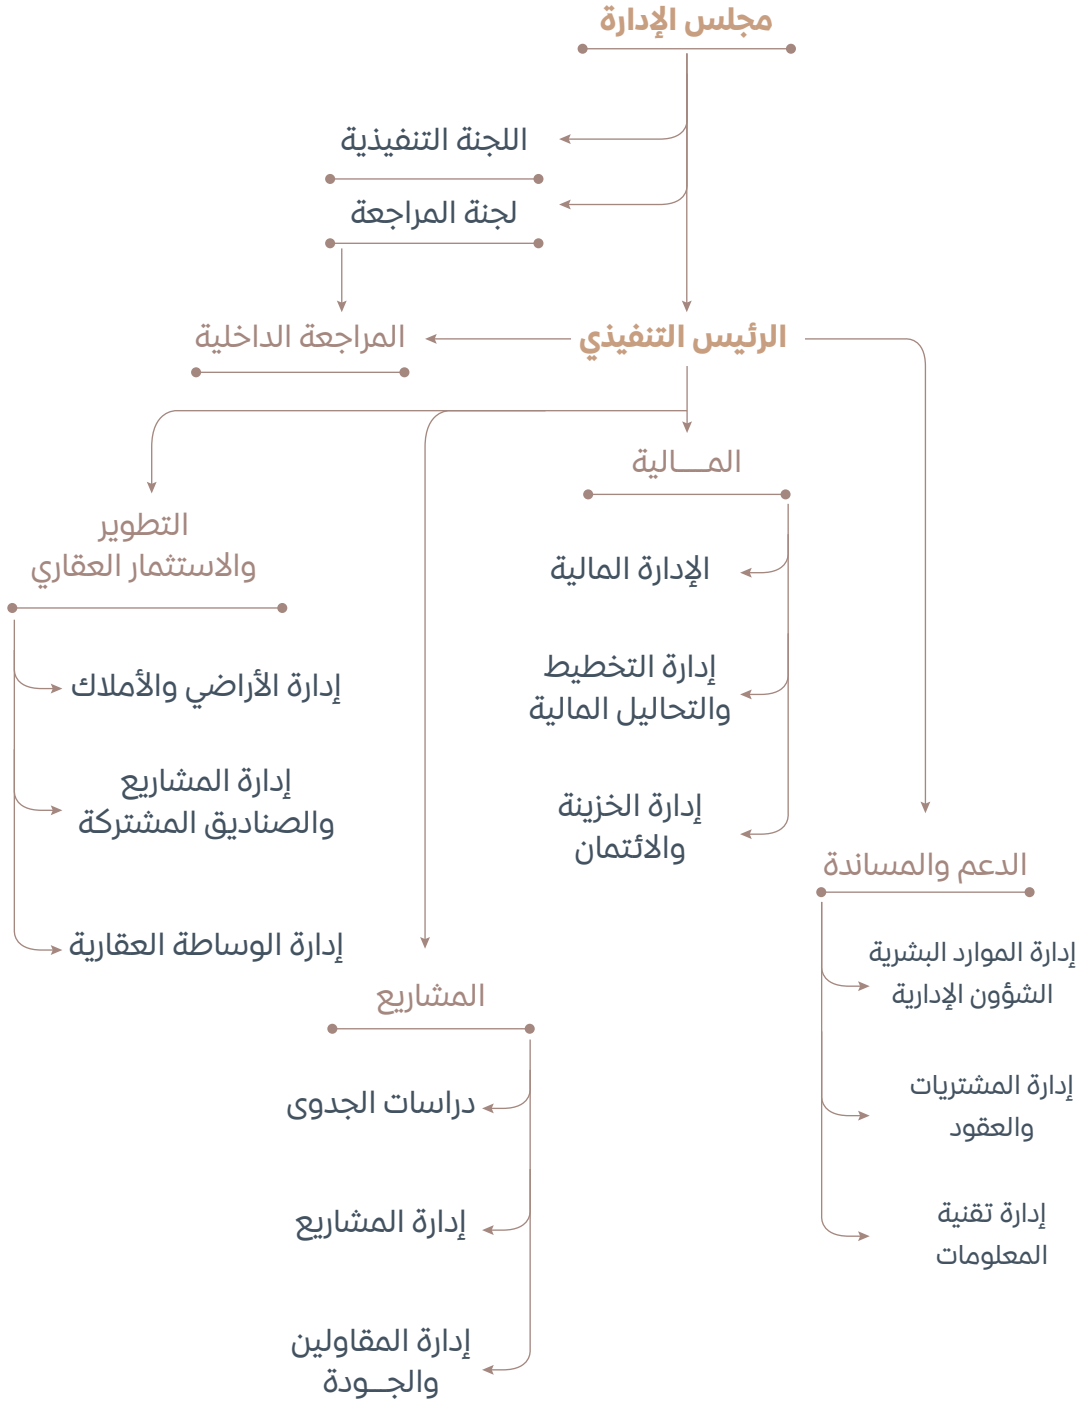 مجلس الإدارة
اللجنة التنفيذية
لجنة المراجعة
الرئيس التنفيذي
المراجعة الداخلية
المـــالية
الإدارة المالية
إدارة التخطيط
والتحاليل المالية
إدارة الخزينة
والائتمان
التطوير
والاستثمار العقاري
إدارة الأراضي والأملاك
إدارة المشاريع
والصناديق المشتركة
إدارة الوساطة العقارية
الدعم والمساندة
إدارة الموارد البشرية
الشؤون الإدارية
إدارة المشتريات
والعقود
إدارة تقنية
المعلومات
المشاريع
دراسات الجدوى
إدارة المشاريع
إدارة المقاولين
والجــودة